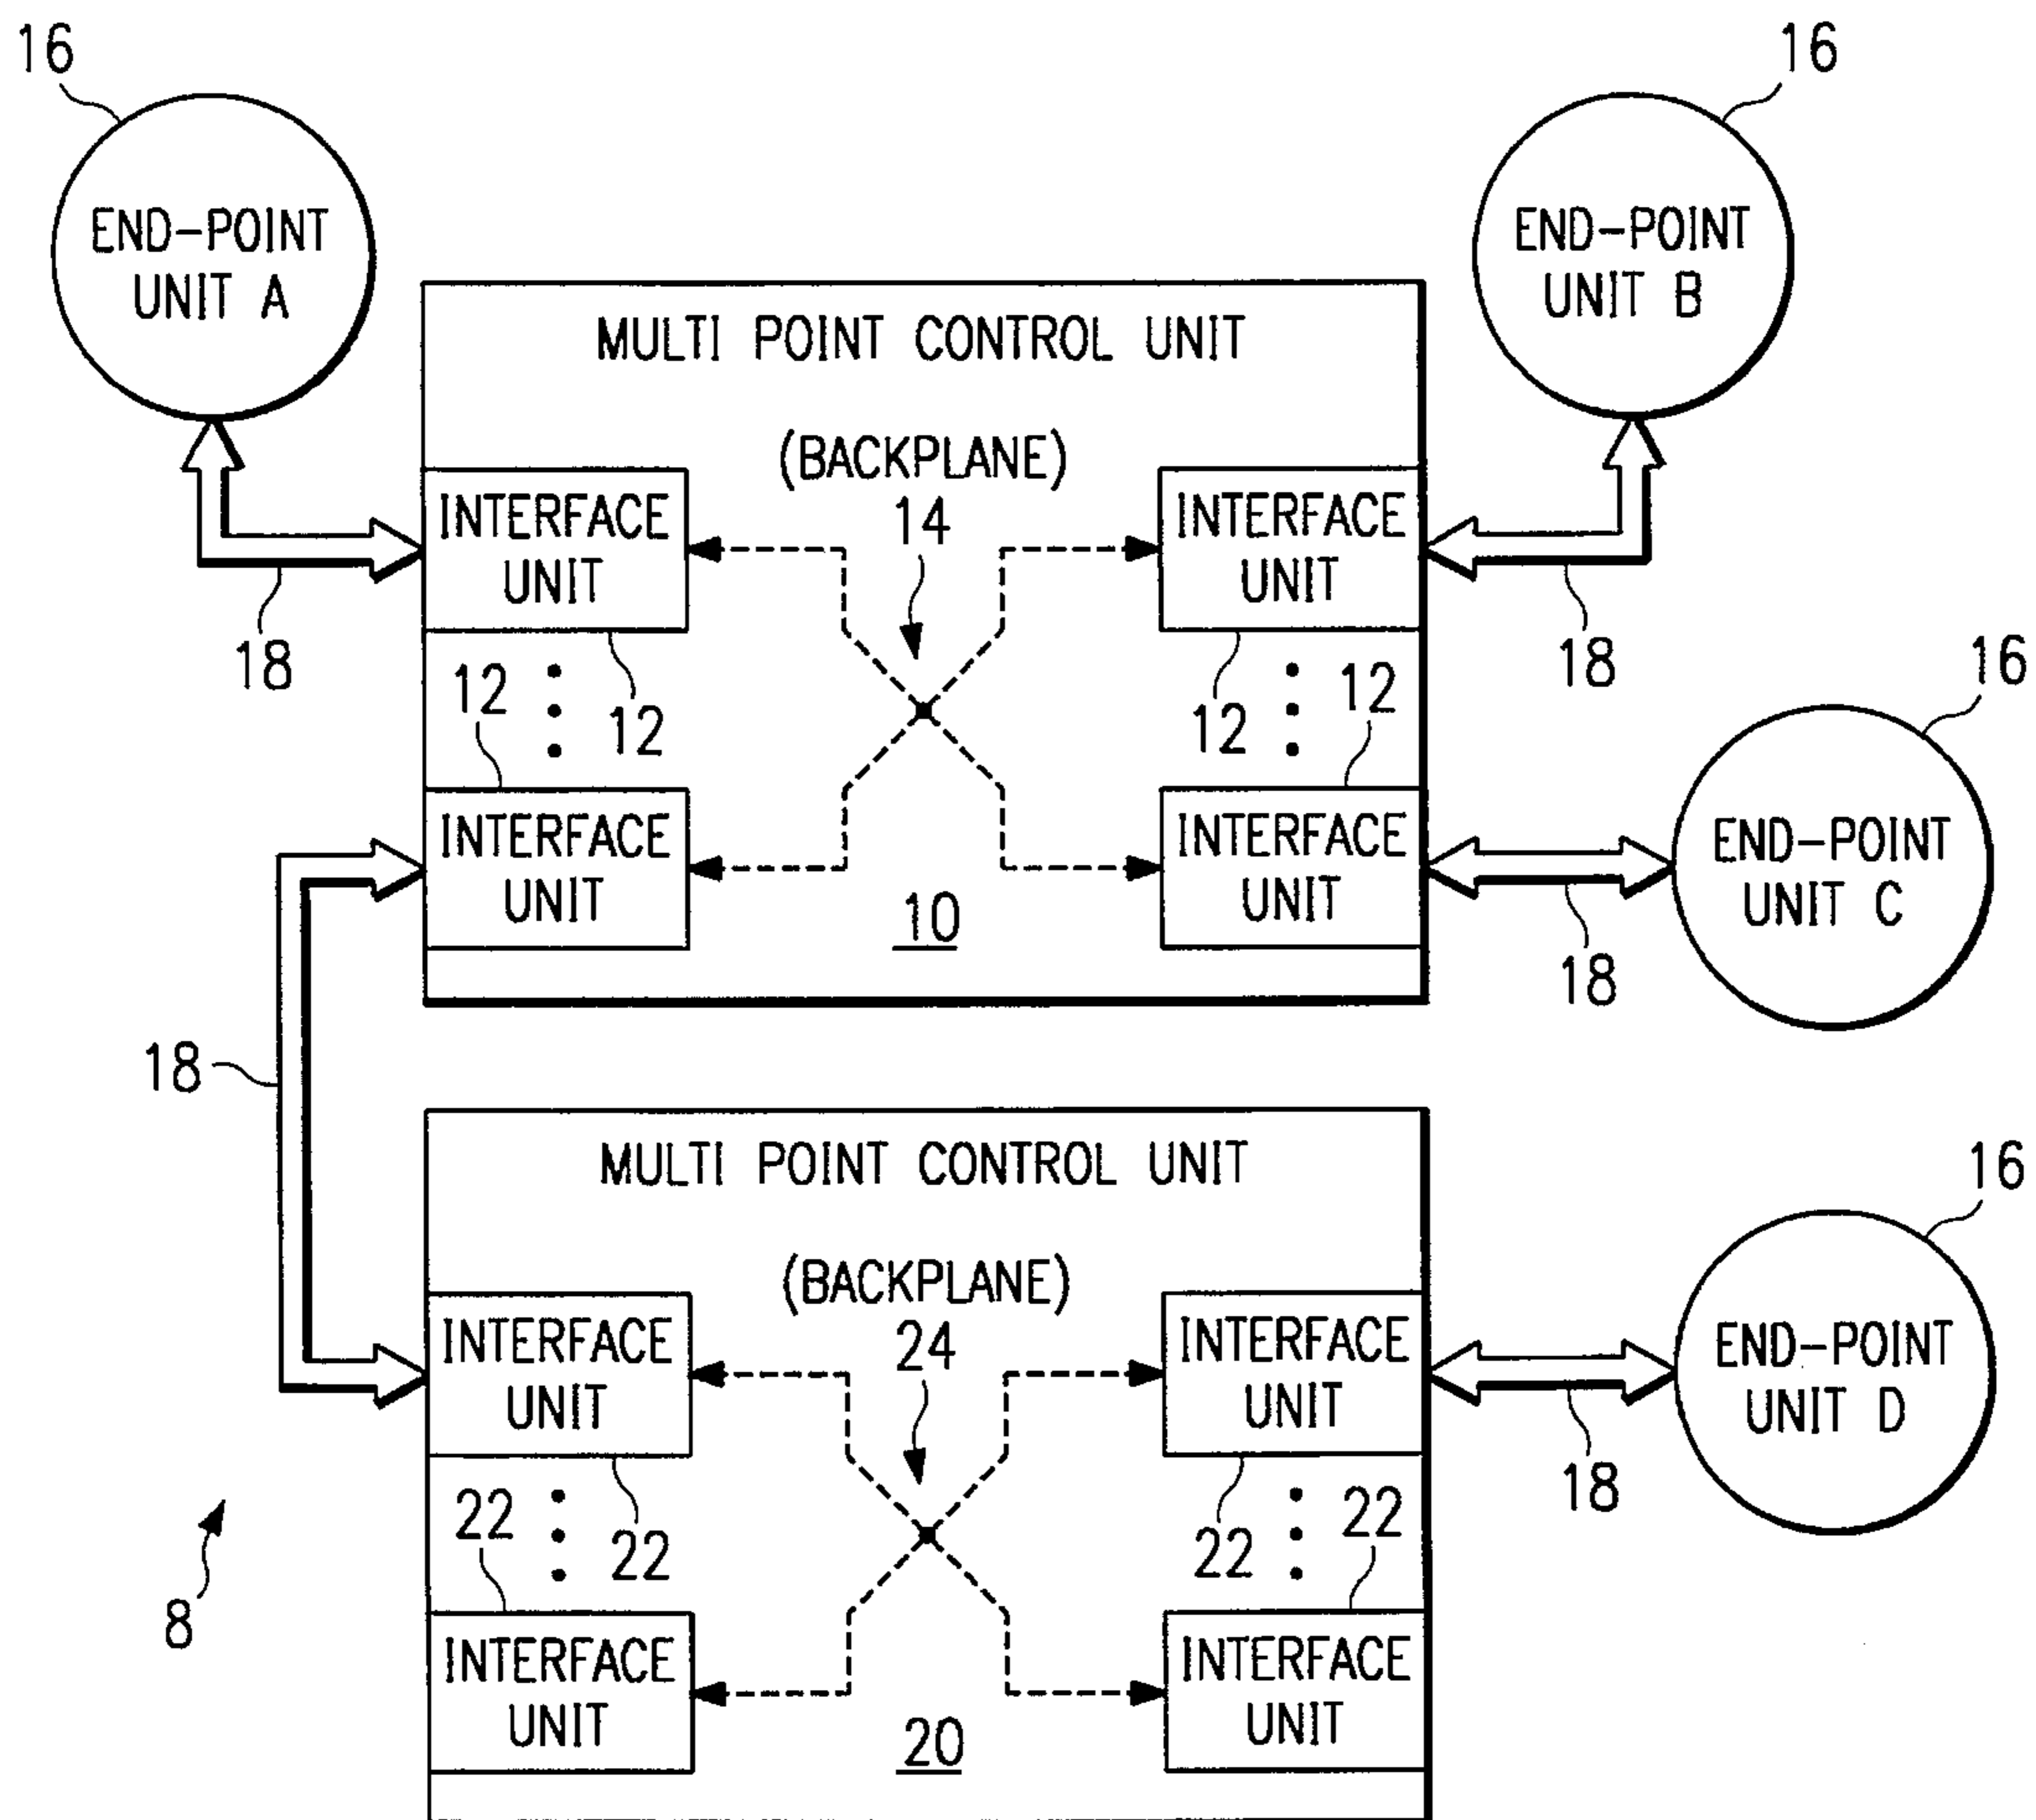 16
16
END-POINT
UNIT A
END-POINT
UNIT B
MULTI POINT CONTROL UNIT
(BACKPLANE)
14
INTERFACE
UNIT
INTERFACE
UNIT
18
18
12
12
12
12
16
INTERFACE
UNIT
INTERFACE
UNIT
END-POINT
UNIT C
10
18
18
MULTI POINT CONTROL UNIT
16
(BACKPLANE)
24
INTERFACE
UNIT
INTERFACE
UNIT
END-POINT
UNIT D
18
22
22
22
22
8
INTERFACE
UNIT
INTERFACE
UNIT
20